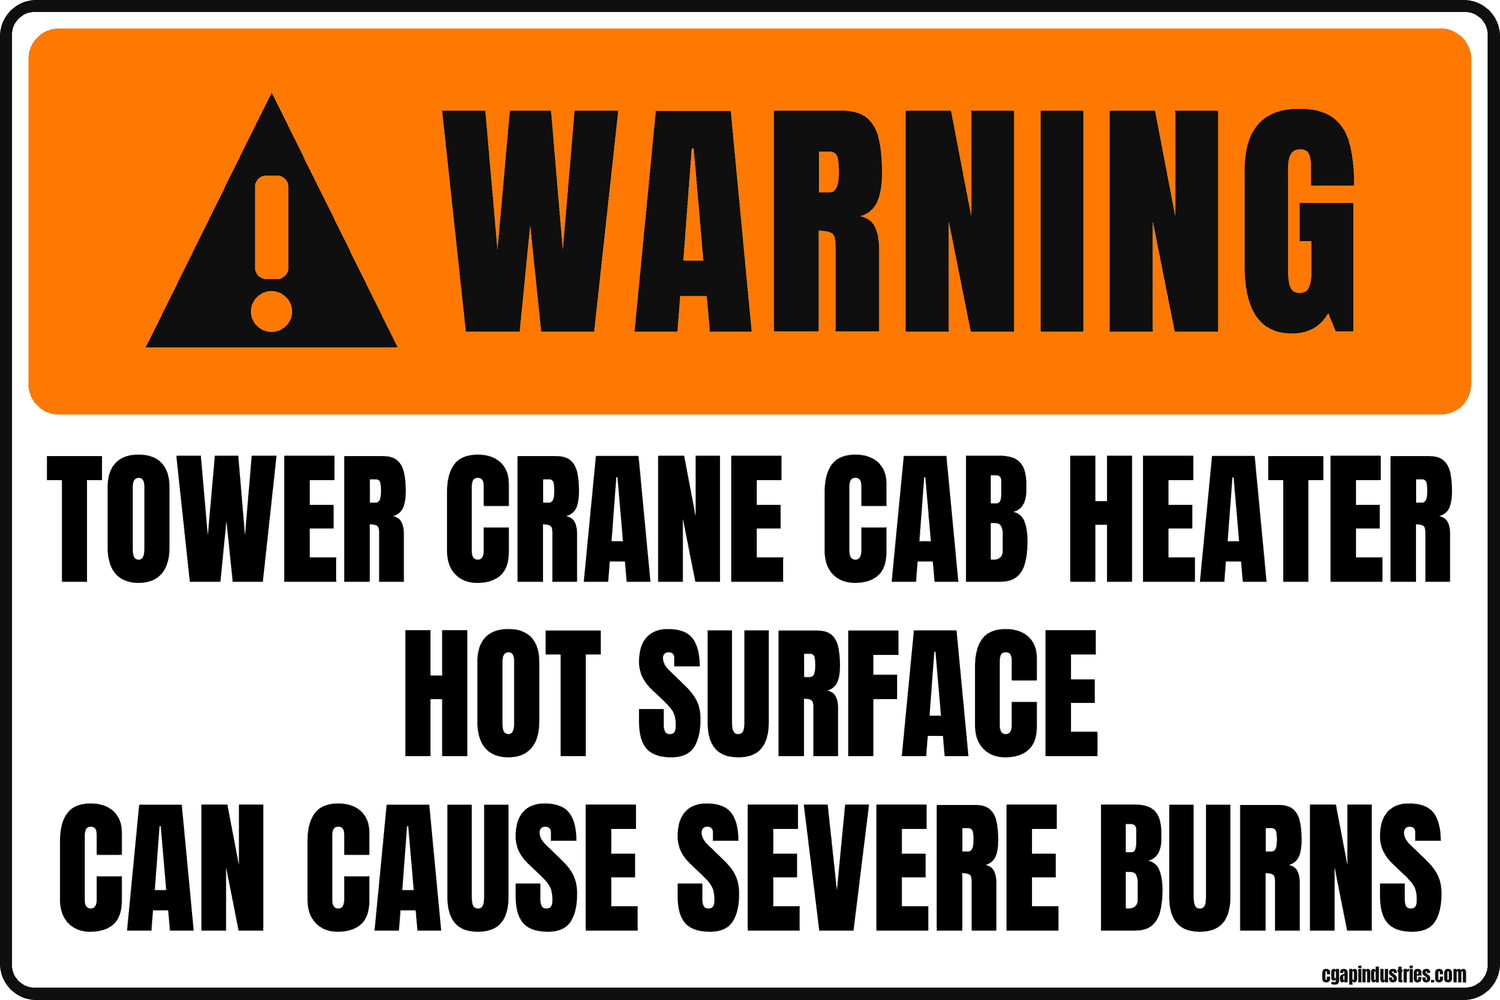 WARNING
TOWER CRANE CAB HEATER
HOT SURFACE
CAN CAUSE SEVERE BURNS
cgapindustries.com